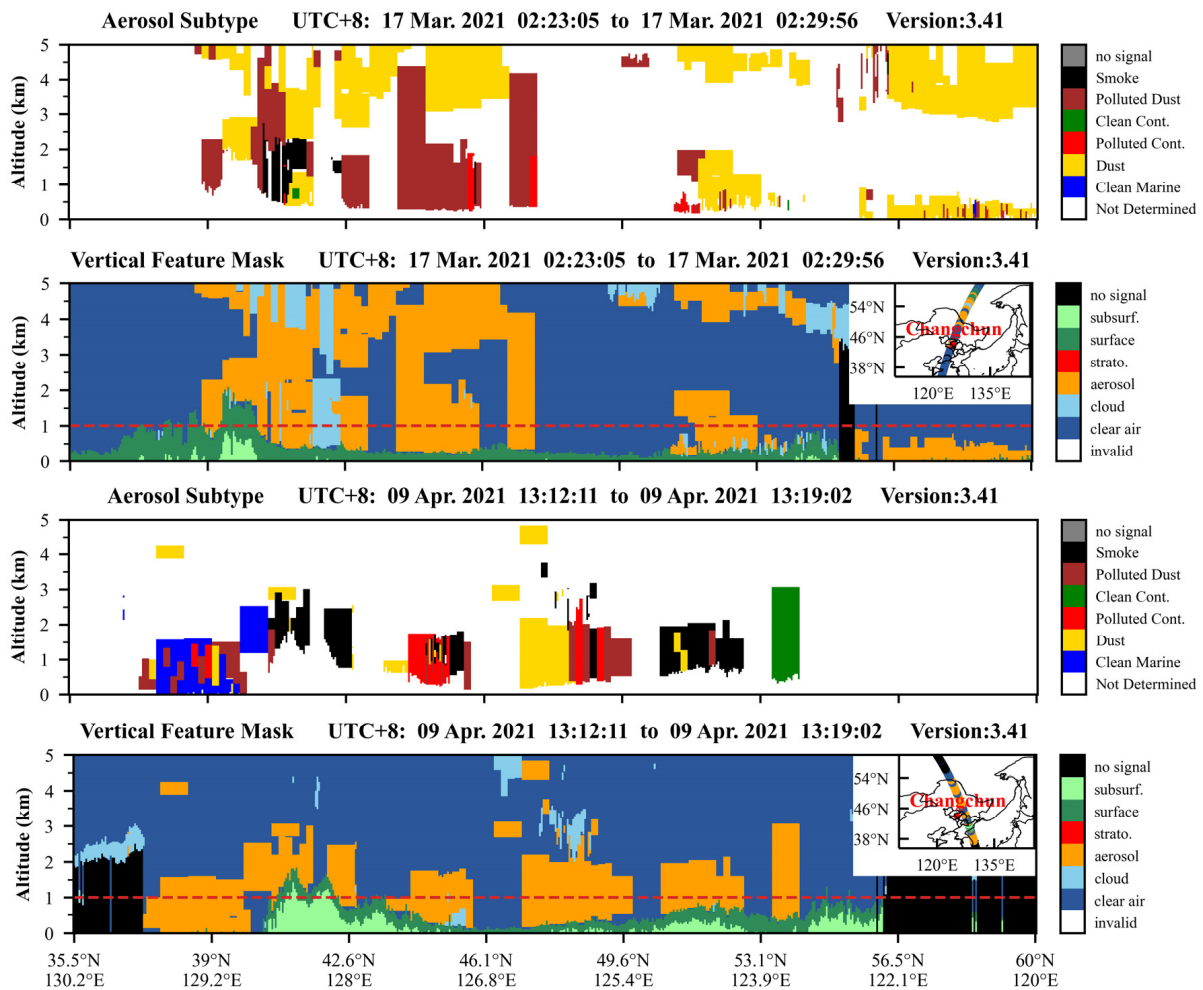 Aerosol Subtype UTC+8: 17 Mar. 2021 02:23:05 to 17 Mar. 2021 02:29:56 Version:3.41
Altitude (km)
5
4
3
2
1
0
no signal
Smoke
Polluted Dust
Clean Cont.
Polluted Cont.
Dust
Clean Marine
Not Determined
Vertical Feature Mask UTC+8: 17 Mar. 2021 02:23:05 to 17 Mar. 2021 02:29:56 Version:3.41
Altitude (km)
5
4
3
2
1
0
54°N
46°N
38°N
Changchun
120°E 135°E
no signal
subsurf.
surface
strato.
aerosol
cloud
clear air
invalid
Aerosol Subtype UTC+8: 09 Apr. 2021 13:12:11 to 09 Apr. 2021 13:19:02 Version:3.41
Altitude (km)
5
4
3
2
1
0
no signal
Smoke
Polluted Dust
Clean Cont.
Polluted Cont.
Dust
Clean Marine
Not Determined
Vertical Feature Mask UTC+8: 09 Apr. 2021 13:12:11 to 09 Apr. 2021 13:19:02 Version:3.41
Altitude (km)
5
4
3
2
1
0
54°N
46°N
38°N
Changchun
120°E 135°E
no signal
subsurf.
surface
strato.
aerosol
cloud
clear air
invalid
35.5°N 39°N 42.6°N 46.1°N 49.6°N 53.1°N 56.5°N 60°N
130.2°E 129.2°E 128°E 126.8°E 125.4°E 123.9°E 122.1°E 120°E